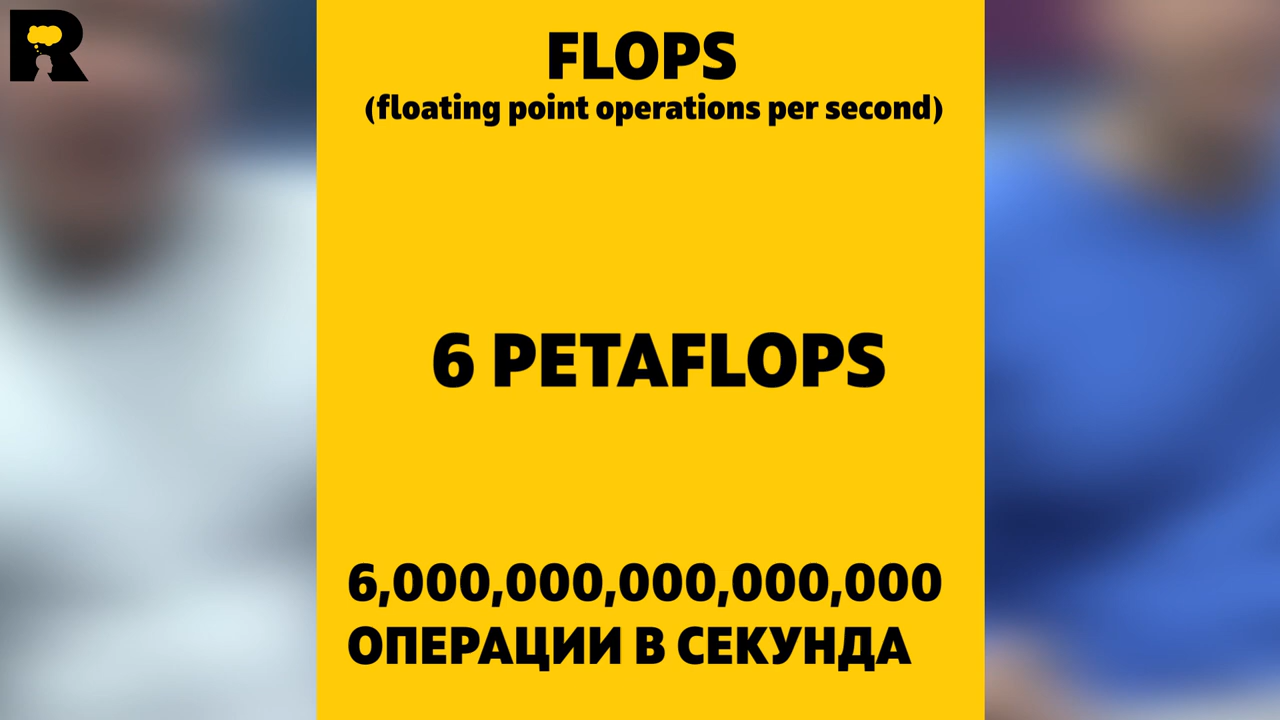 R
FLOPS
(floating point operations per second)
6 PETAFLOPS
6,000,000,000,000,000
ОПЕРАЦИИ В СЕКУНДА